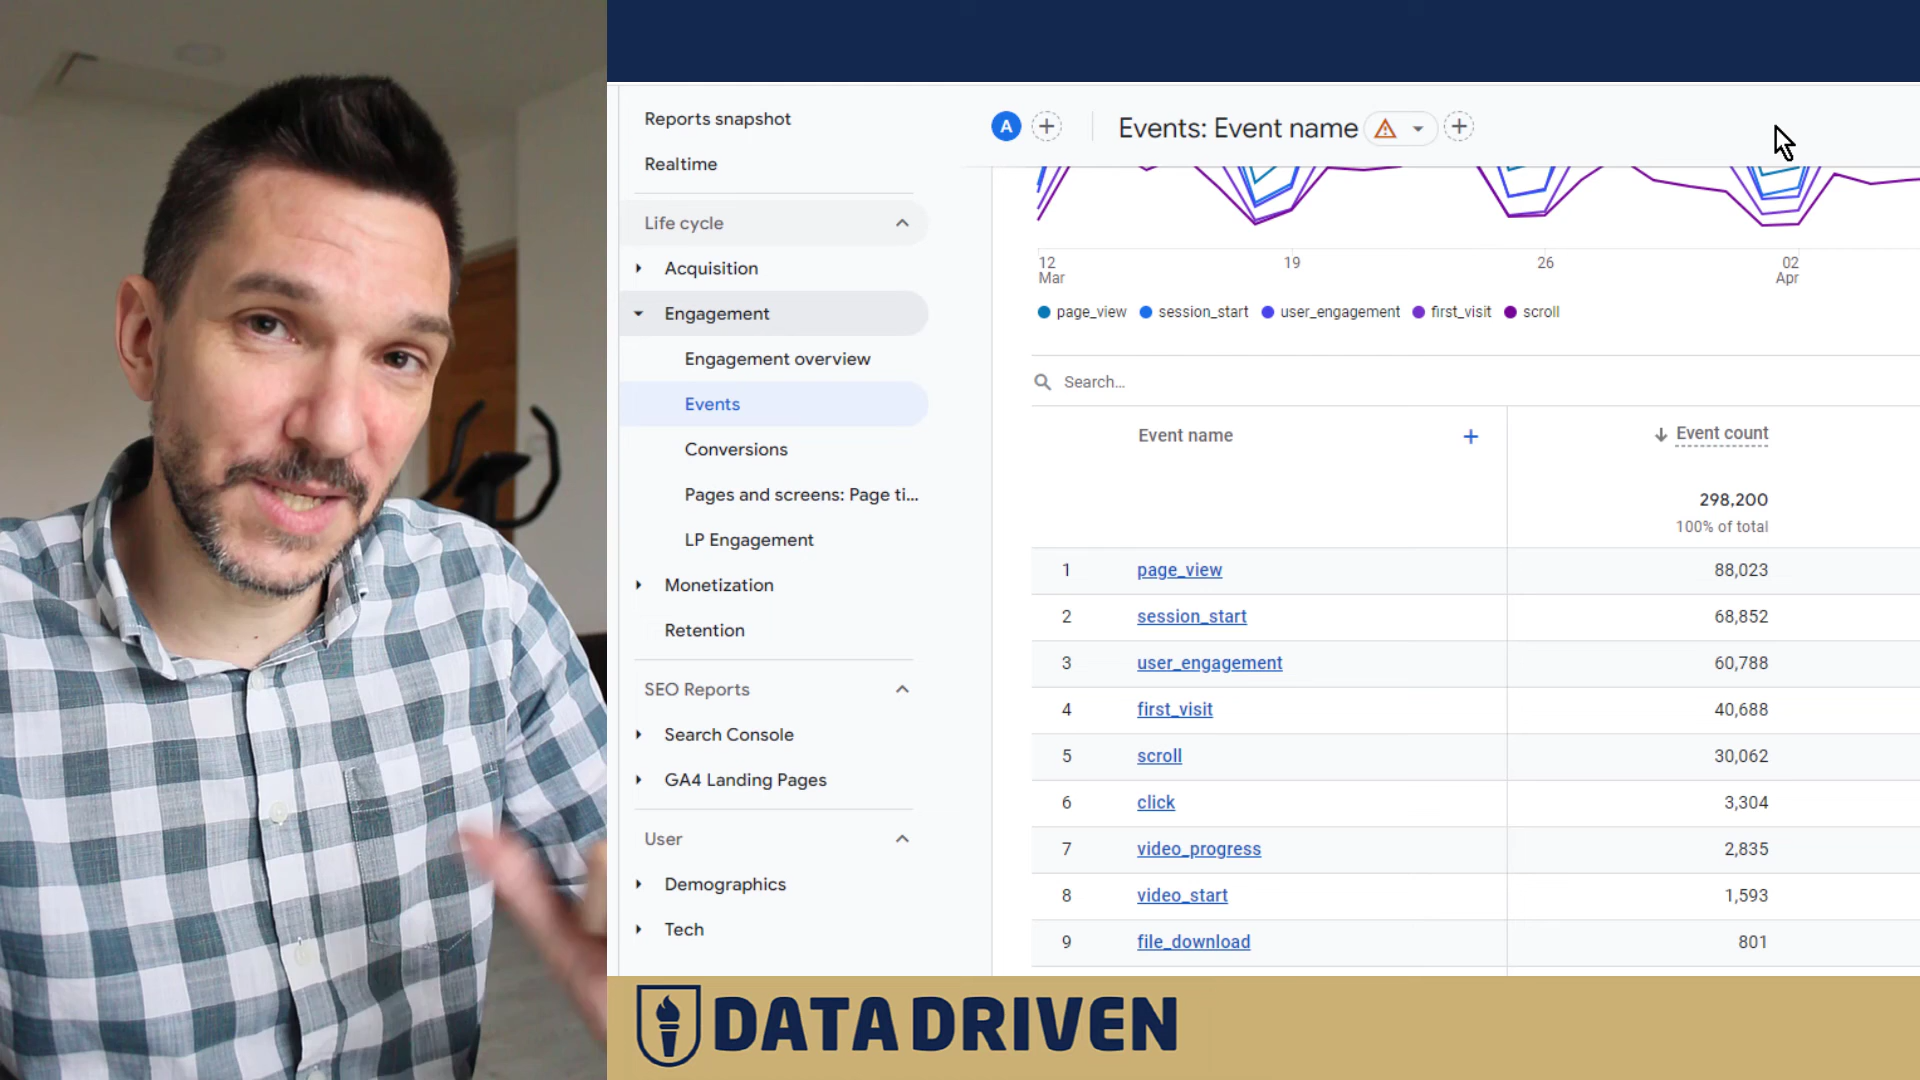 Reports snapshot
Realtime
Life cycle
Acquisition
Engagement
Engagement overview
Events
Conversions
Pages and screens: Page ti...
LP Engagement
Monetization
Retention
SEO Reports
Search Console
GA4 Landing Pages
User
Demographics
Tech
A
Events: Event name
12 19 26 02
Mar Apr
page_view session_start user_engagement first_visit scroll
Search...
Event name + Event count
298,200
100% of total
1 page_view 88,023
2 session_start 68,852
3 user_engagement 60,788
4 first_visit 40,688
5 scroll 30,062
6 click 3,304
7 video_progress 2,835
8 video_start 1,593
9 file_download 801
DATA DRIVEN